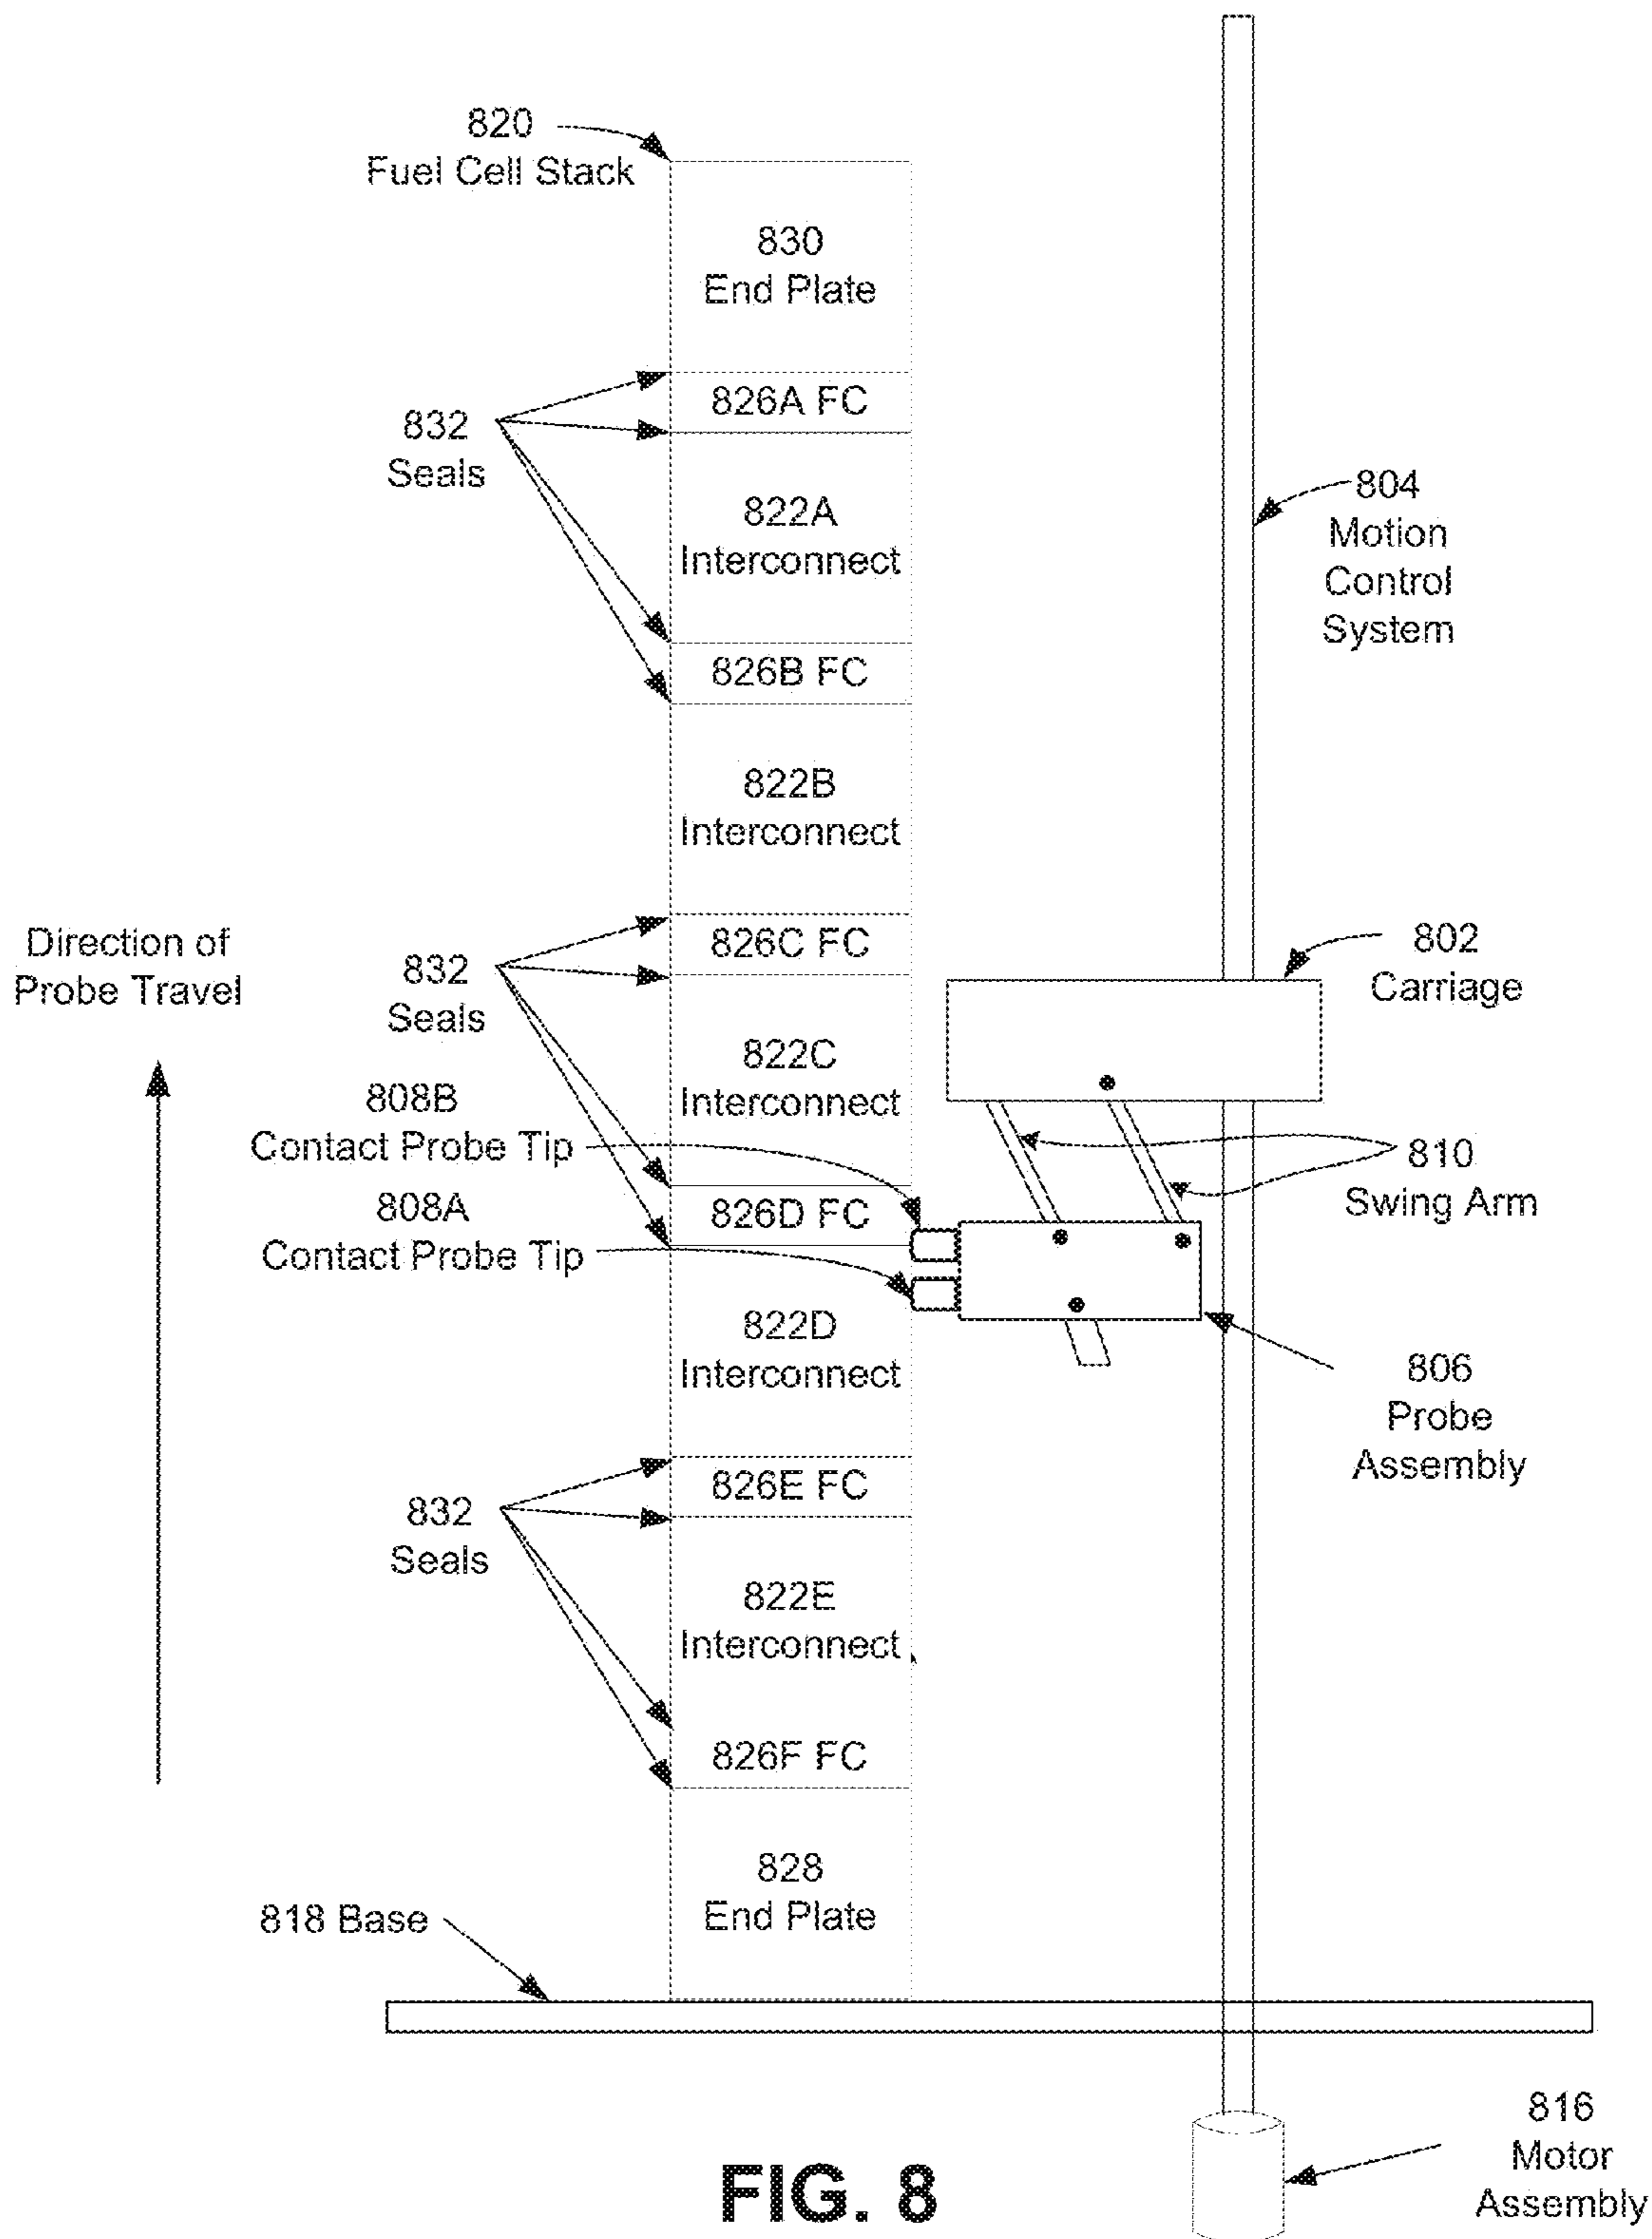 820
Fuel Cell Stack
830
End Plate
826A FC
832
Seals
822A
Interconnect
804
Motion
Control
System
826B FC
822B
Interconnect
Direction of
Probe Travel
826C FC
832
Seals
802
Carriage
822C
Interconnect
808B
Contact Probe Tip
810
Swing Arm
808A
Contact Probe Tip
826D FC
822D
Interconnect
806
Probe
Assembly
826E FC
832
Seals
822E
Interconnect
826F FC
828
End Plate
818 Base
816
Motor
Assembly
FIG. 8